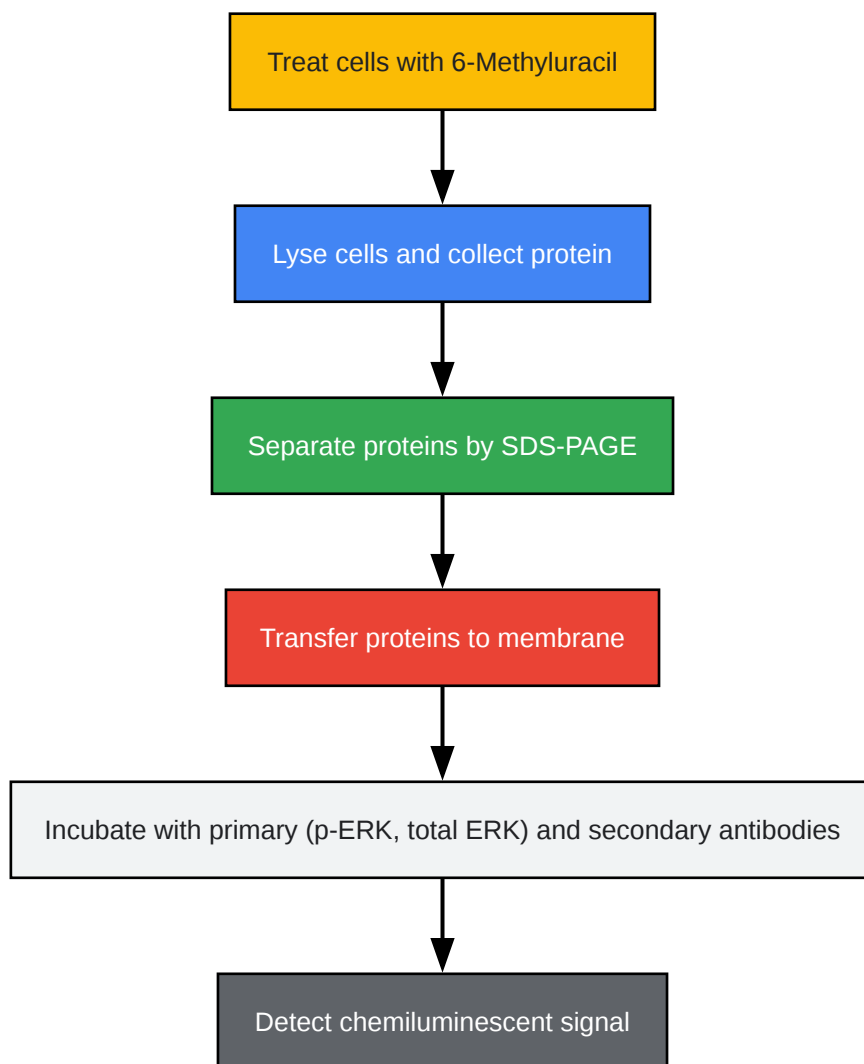 Treat cells with 6-Methyluracil
Lyse cells and collect protein
Separate proteins by SDS-PAGE
Transfer proteins to membrane
Incubate with primary (p-ERK, total ERK) and secondary antibodies
Detect chemiluminescent signal